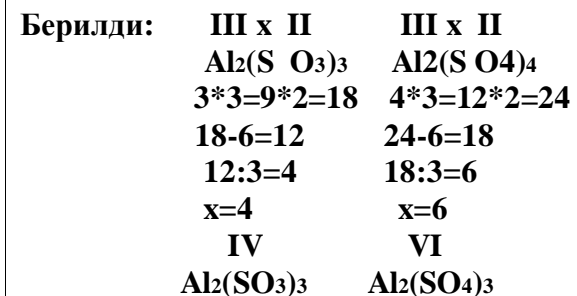 Берилди: III x II III x II
Al₂(S O₃)₃ Al2(S O4)₄
3*3=9*2=18 4*3=12*2=24
18-6=12 24-6=18
12:3=4 18:3=6
x=4 x=6
IV VI
Al₂(SO₃)₃ Al₂(SO₄)₃